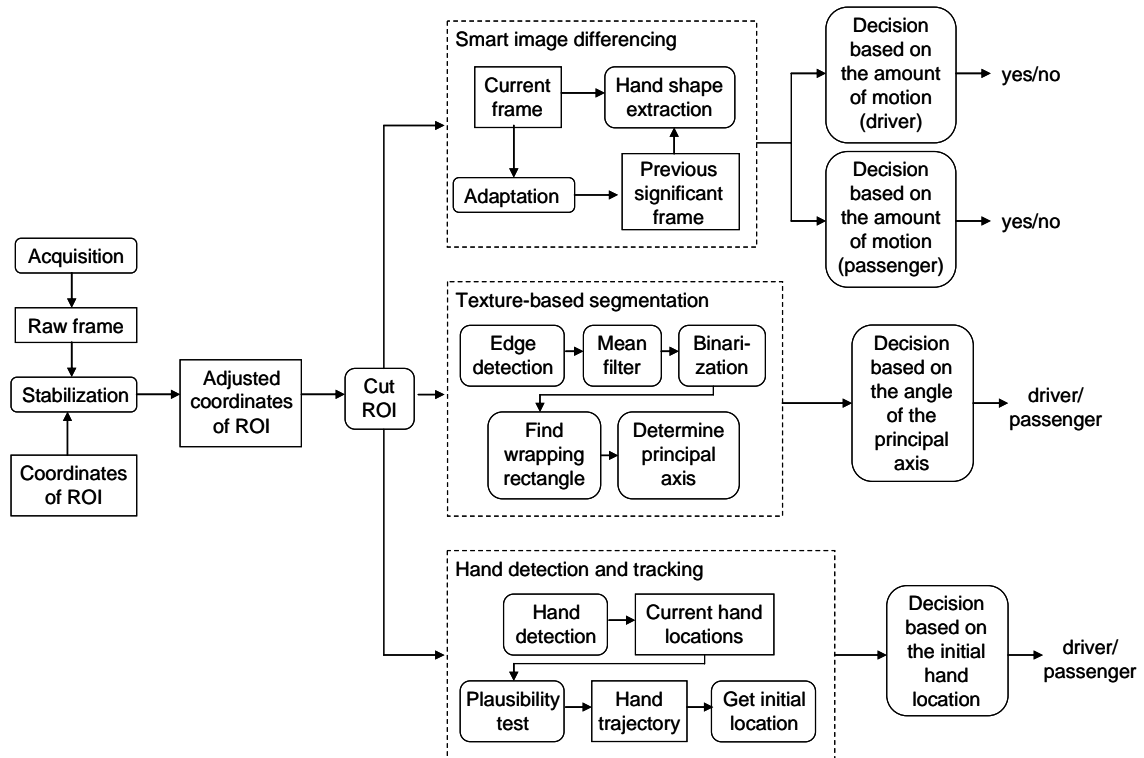 Acquisition
Raw frame
Stabilization
Coordinates
of ROI
Adjusted
coordinates
of ROI
Cut
ROI
Smart image differencing
Current
frame
Hand shape
extraction
Adaptation
Previous
significant
frame
Decision
based on
the amount
of motion
(driver)
yes/no
Decision
based on
the amount
of motion
(passenger)
yes/no
Texture-based segmentation
Edge
detection
Mean
filter
Binari-
zation
Find
wrapping
rectangle
Determine
principal
axis
Decision
based on
the angle
of the
principal
axis
driver/
passenger
Hand detection and tracking
Hand
detection
Current hand
locations
Plausibility
test
Hand
trajectory
Get initial
location
Decision
based on
the initial
hand
location
driver/
passenger